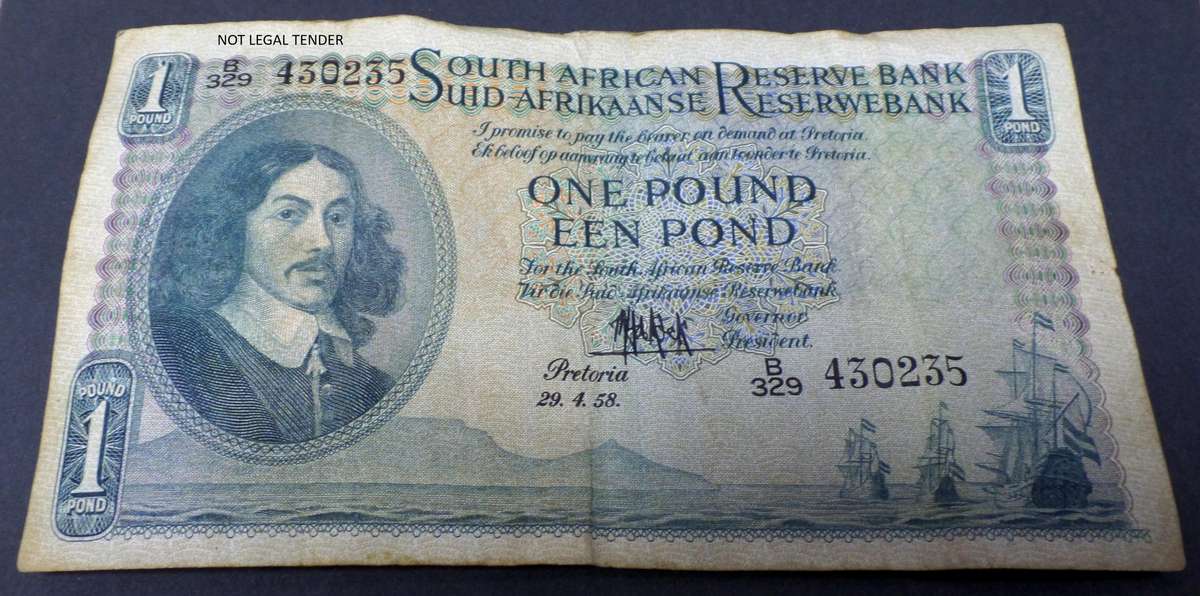 NOT LEGAL TENDER
1 POUND
B/329 430235
SOUTH AFRICAN RESERVE BANK
SUID-AFRIKAANSE RESERWEBANK
1 POND
I promise to pay the bearer on demand at Pretoria.
Ek beloof op aanvraag te betaal aan toonder te Pretoria.
ONE POUND
EEN POND
For the South African Reserve Bank
Vir die Suid-Afrikaanse Reserwebank
Governor
President.
Pretoria
29. 4. 58.
B/329 430235
POUND
1
POND